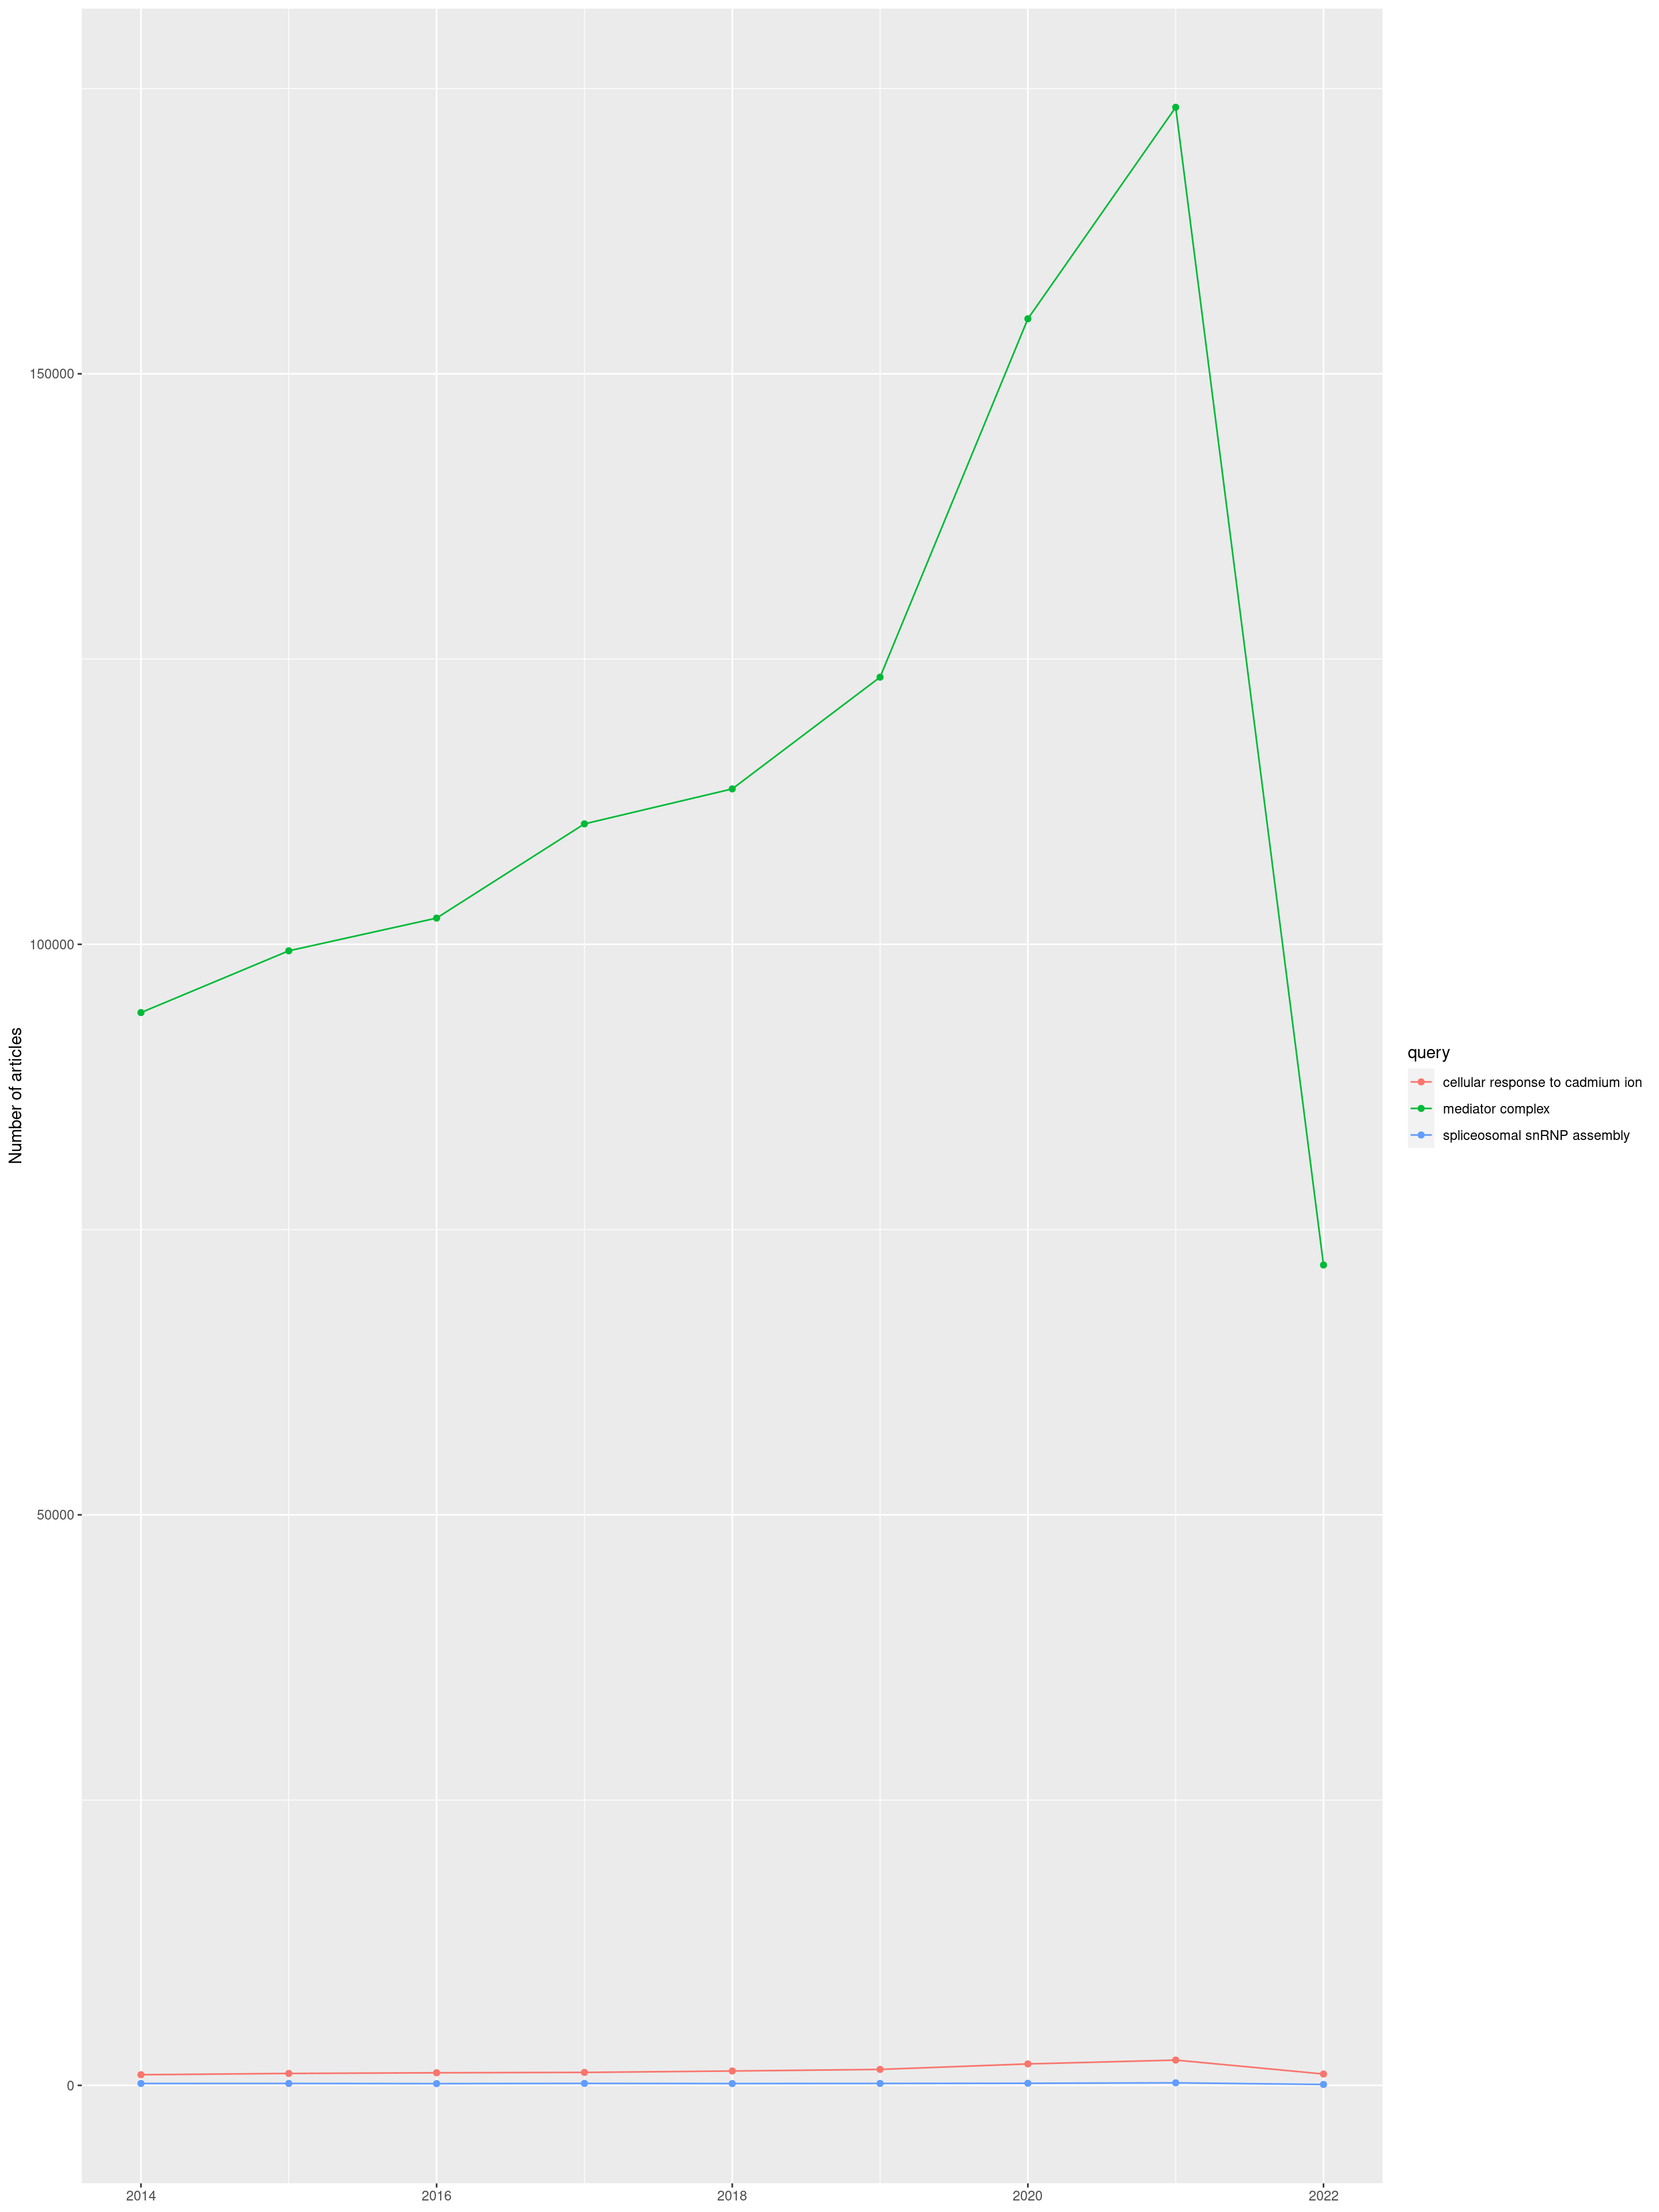 Number of articles
150000
100000
50000
0
2014
2016
2018
2020
2022
query
cellular response to cadmium ion
mediator complex
spliceosomal snRNP assembly